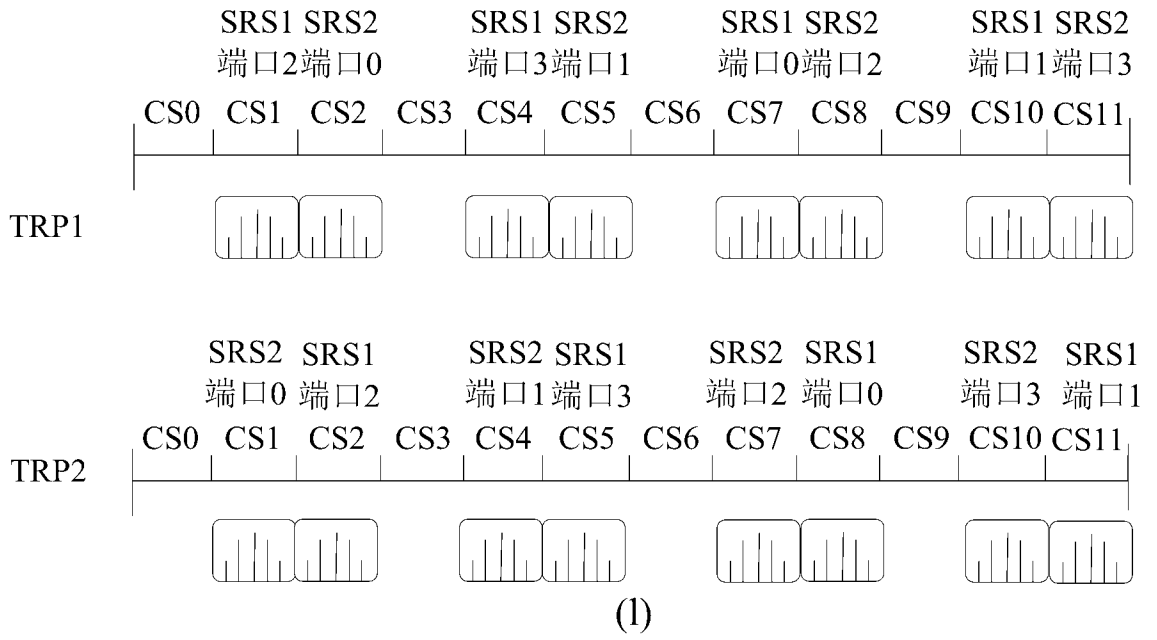 SRS1 SRS2 SRS1 SRS2 SRS1 SRS2 SRS1 SRS2
端口2 端口0 端口3 端口1 端口0 端口2 端口1 端口3
CS0 CS1 CS2 CS3 CS4 CS5 CS6 CS7 CS8 CS9 CS10 CS11
TRP1
SRS2 SRS1 SRS2 SRS1 SRS2 SRS1 SRS2 SRS1
端口0 端口2 端口1 端口3 端口2 端口0 端口3 端口1
CS0 CS1 CS2 CS3 CS4 CS5 CS6 CS7 CS8 CS9 CS10 CS11
TRP2
(l)